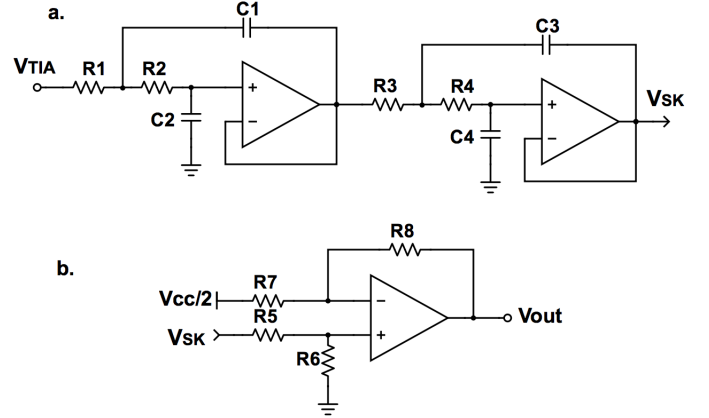 a.
C1
C3
VTIA
R1
R2
R3
R4
VSK
C2
+
−
C4
+
−
b.
R8
Vcc/2
R7
−
Vout
R5
VSK
+
R6